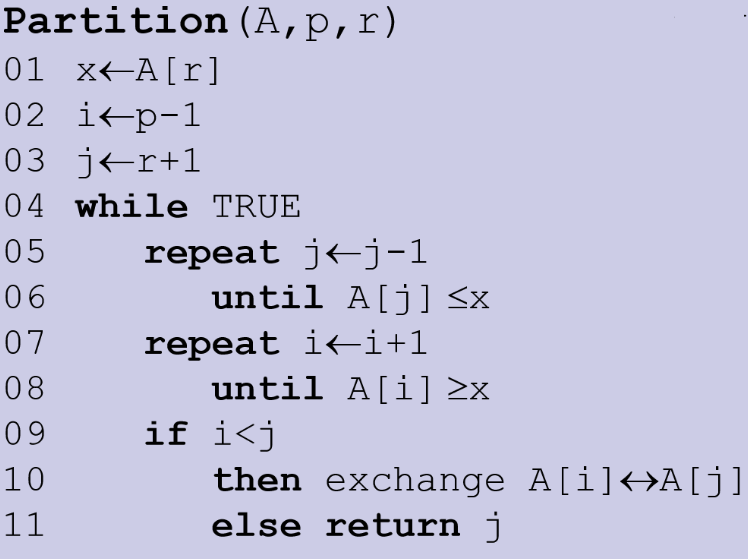 Partition(A,p,r)
01 x←A[r]
02 i←p-1
03 j←r+1
04 while TRUE
05 repeat j←j-1
06 until A[j] ≤x
07 repeat i←i+1
08 until A[i] ≥x
09 if i<j
10 then exchange A[i]↔A[j]
11 else return j